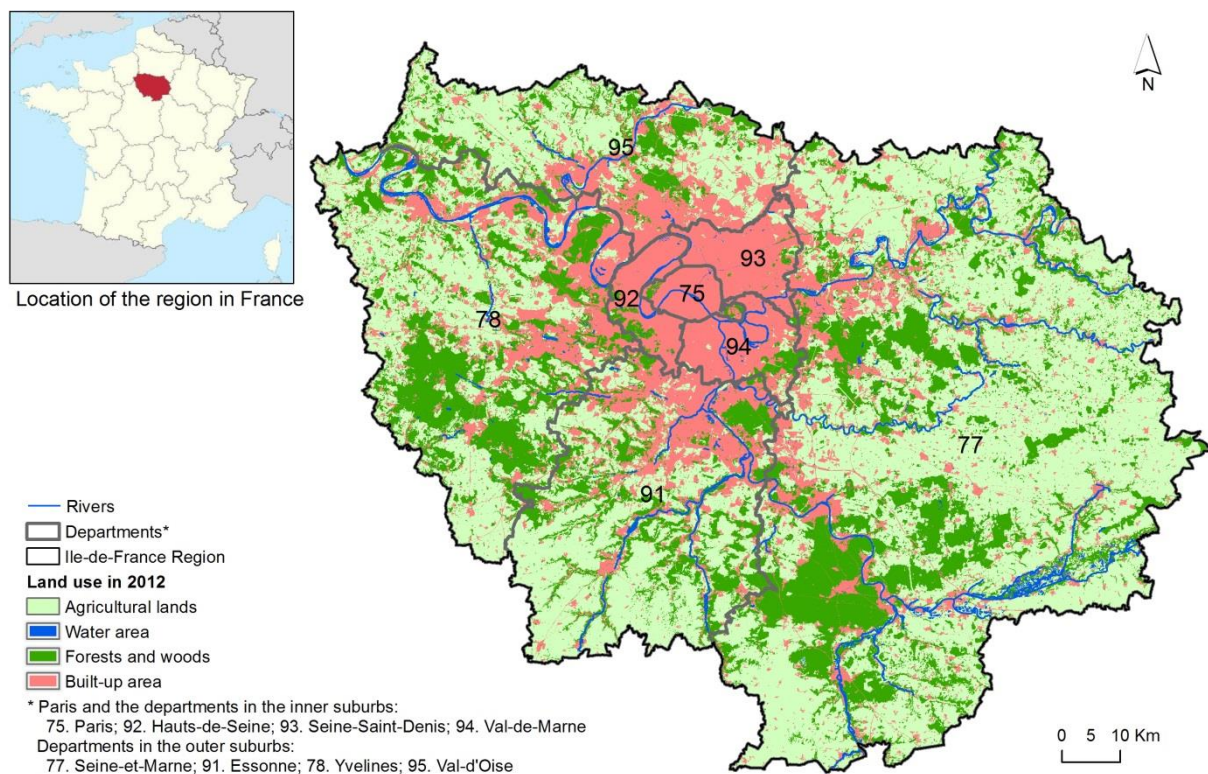 Location of the region in France
N
95
93
75
92
78
94
77
91
Rivers
Departments*
Ile-de-France Region
Land use in 2012
Agricultural lands
Water area
Forests and woods
Built-up area
* Paris and the departments in the inner suburbs:
75. Paris; 92. Hauts-de-Seine; 93. Seine-Saint-Denis; 94. Val-de-Marne
Departments in the outer suburbs:
77. Seine-et-Marne; 91. Essonne; 78. Yvelines; 95. Val-d'Oise
0 5 10 Km